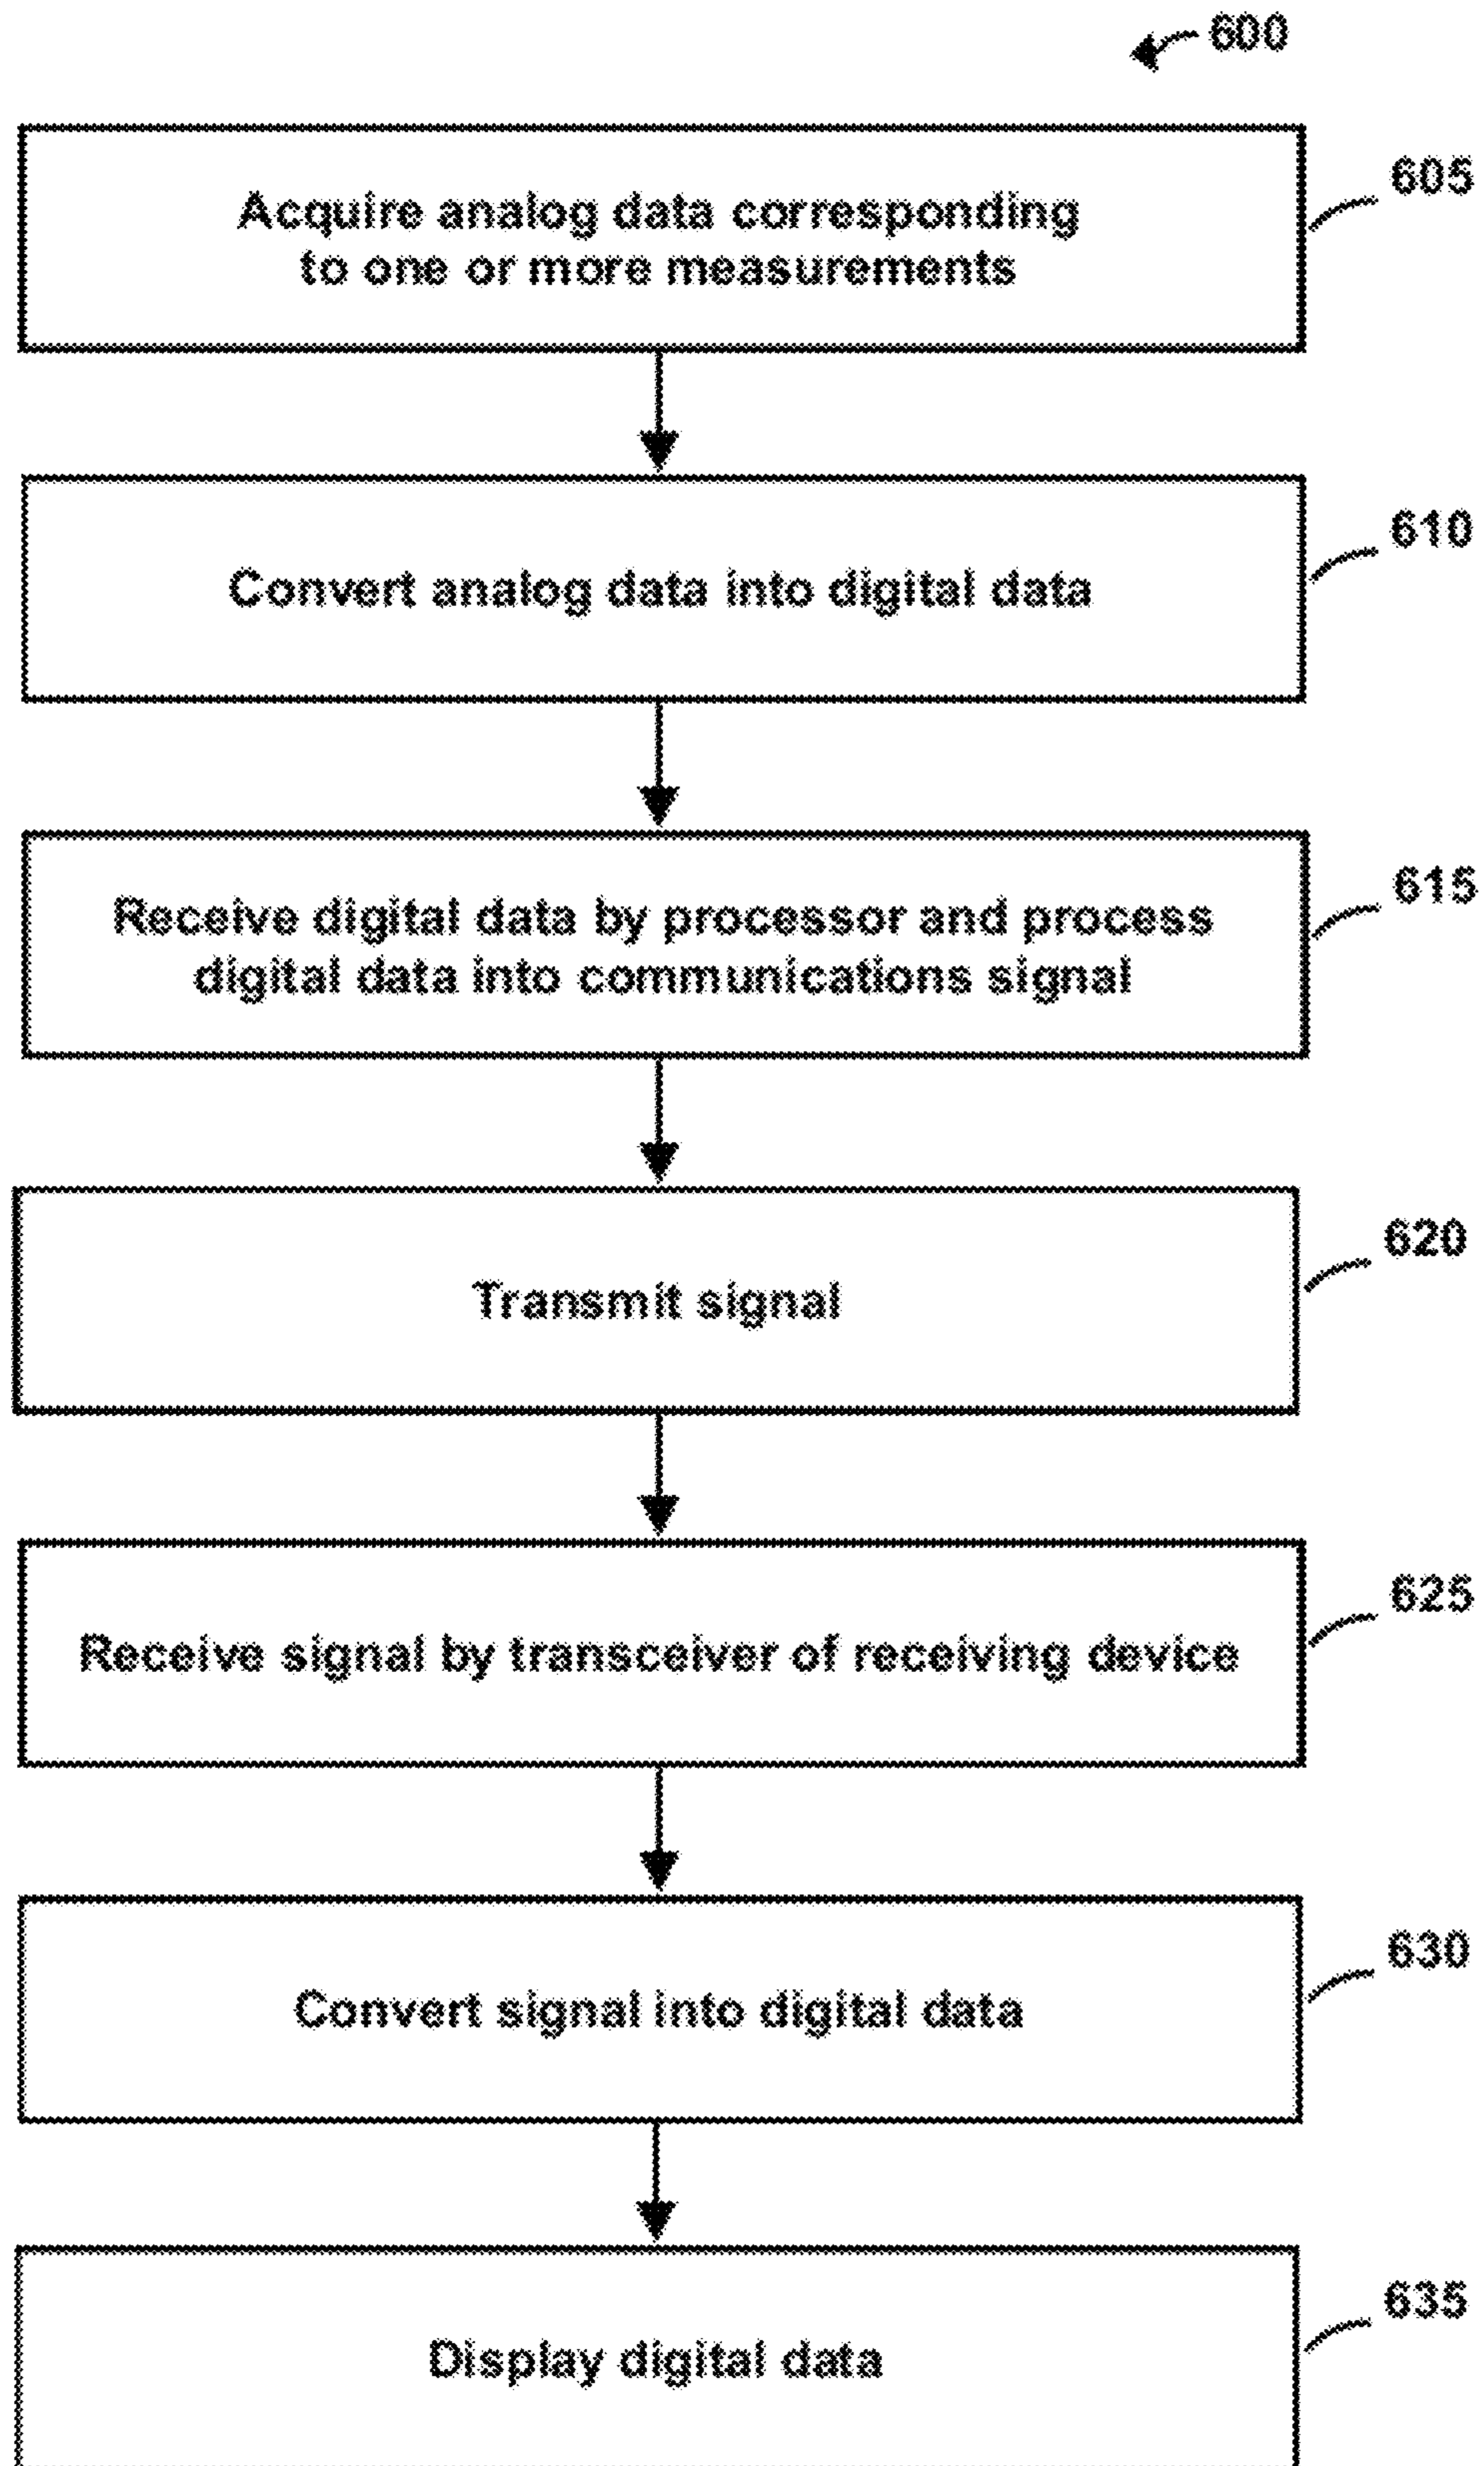 600
605
Acquire analog data corresponding
to one or more measurements
610
Convert analog data into digital data
615
Receive digital data by processor and process
digital data into communications signal
620
Transmit signal
625
Receive signal by transceiver of receiving device
630
Convert signal into digital data
635
Display digital data